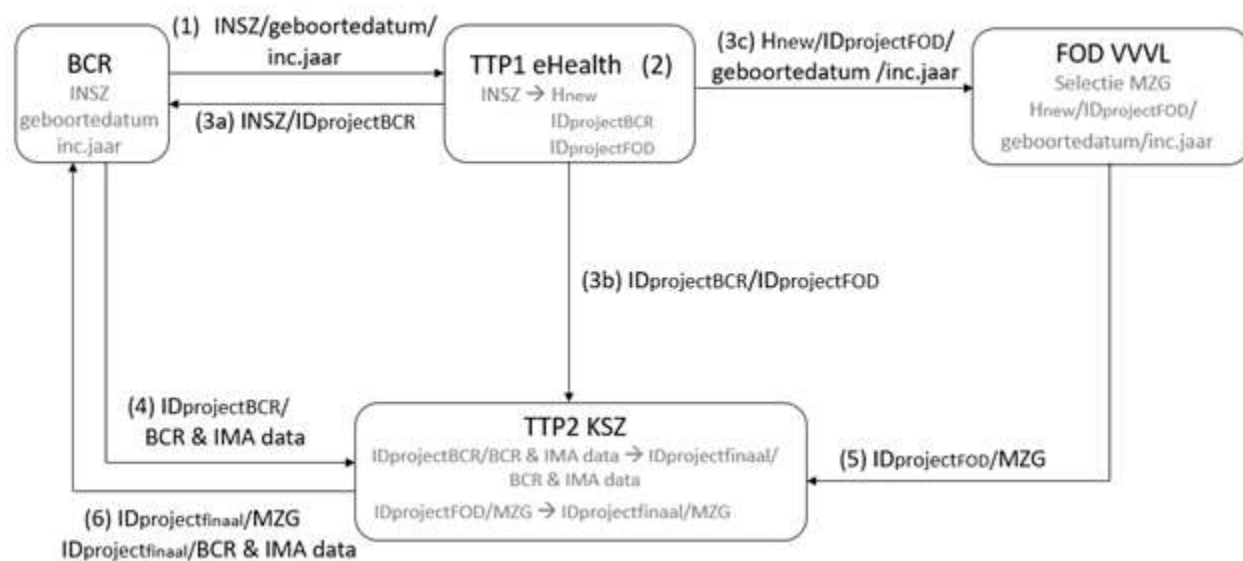 (1) INSZ/geboortedatum/
inc.jaar
BCR
INSZ
geboortedatum
inc.jaar
(3a) INSZ/IDprojectBCR
TTP1 eHealth (2)
INSZ → Hnew
IDprojectBCR
IDprojectFOD
(3c) Hnew/IDprojectFOD/
geboortedatum /inc.jaar
FOD VVVL
Selectie MZG
Hnew/IDprojectFOD/
geboortedatum/inc.jaar
(3b) IDprojectBCR/IDprojectFOD
(4) IDprojectBCR/
BCR & IMA data
TTP2 KSZ
IDprojectBCR/BCR & IMA data → IDprojectfinaal/
BCR & IMA data
IDprojectFOD/MZG → IDprojectfinaal/MZG
(5) IDprojectFOD/MZG
(6) IDprojectfinaal/MZG
IDprojectfinaal/BCR & IMA data